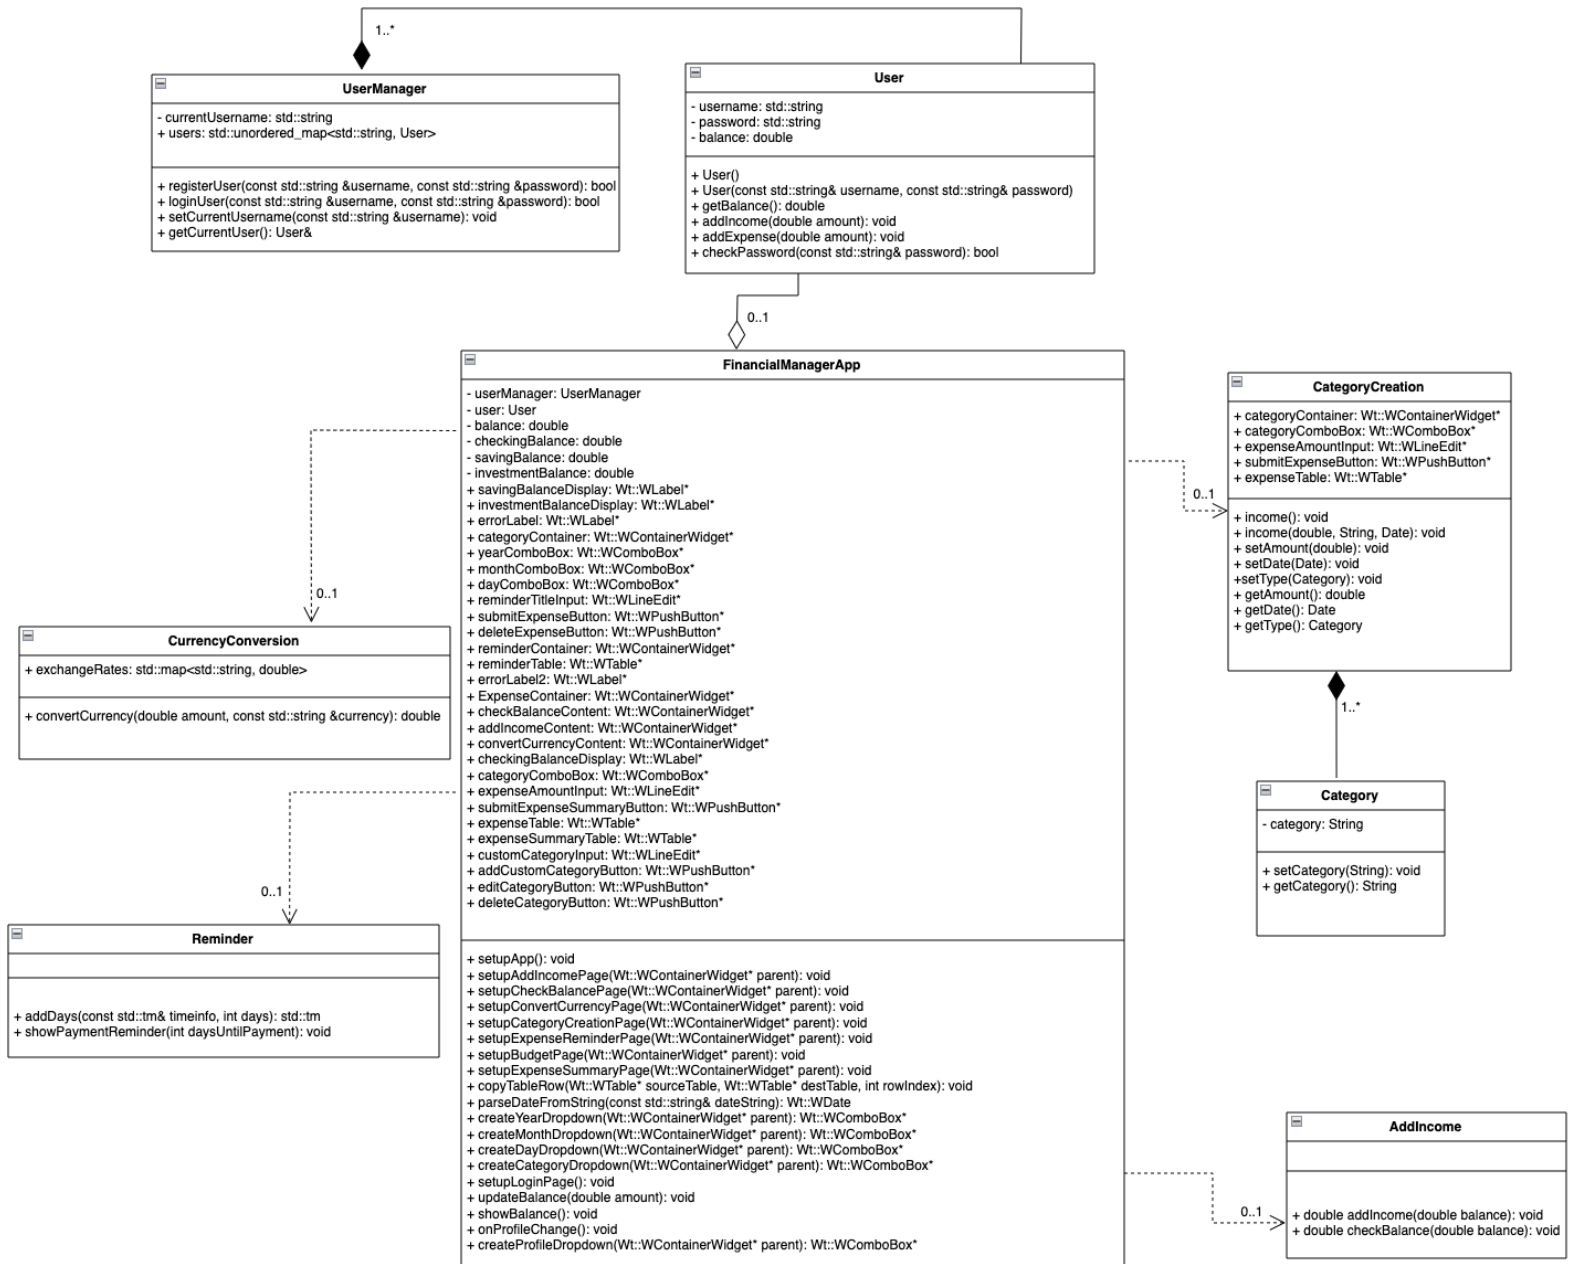 1..*
UserManager
- currentUsername: std::string
+ users: std::unordered_map<std::string, User>
+ registerUser(const std::string &username, const std::string &password): bool
+ loginUser(const std::string &username, const std::string &password): bool
+ setCurrentUsername(const std::string &username): void
+ getCurrentUser(): User&
User
- username: std::string
- password: std::string
- balance: double
+ User()
+ User(const std::string& username, const std::string& password)
+ getBalance(): double
+ addIncome(double amount): void
+ addExpense(double amount): void
+ checkPassword(const std::string& password): bool
0..1
FinancialManagerApp
- userManager: UserManager
- user: User
- balance: double
- checkingBalance: double
- savingBalance: double
- investmentBalance: double
+ savingBalanceDisplay: Wt::WLabel*
+ investmentBalanceDisplay: Wt::WLabel*
+ errorLabel: Wt::WLabel*
+ categoryContainer: Wt::WContainerWidget*
+ yearComboBox: Wt::WComboBox*
+ monthComboBox: Wt::WComboBox*
+ dayComboBox: Wt::WComboBox*
+ reminderTitleInput: Wt::WLineEdit*
+ submitExpenseButton: Wt::WPushButton*
+ deleteExpenseButton: Wt::WPushButton*
+ reminderContainer: Wt::WContainerWidget*
+ reminderTable: Wt::WTable*
+ errorLabel2: Wt::WLabel*
+ ExpenseContainer: Wt::WContainerWidget*
+ checkBalanceContent: Wt::WContainerWidget*
+ addIncomeContent: Wt::WContainerWidget*
+ convertCurrencyContent: Wt::WContainerWidget*
+ checkingBalanceDisplay: Wt::WLabel*
+ categoryComboBox: Wt::WComboBox*
+ expenseAmountInput: Wt::WLineEdit*
+ submitExpenseSummaryButton: Wt::WPushButton*
+ expenseTable: Wt::WTable*
+ expenseSummaryTable: Wt::WTable*
+ customCategoryInput: Wt::WLineEdit*
+ addCustomCategoryButton: Wt::WPushButton*
+ editCategoryButton: Wt::WPushButton*
+ deleteCategoryButton: Wt::WPushButton*
+ setupApp(): void
+ setupAddIncomePage(Wt::WContainerWidget* parent): void
+ setupCheckBalancePage(Wt::WContainerWidget* parent): void
+ setupConvertCurrencyPage(Wt::WContainerWidget* parent): void
+ setupCategoryCreationPage(Wt::WContainerWidget* parent): void
+ setupExpenseReminderPage(Wt::WContainerWidget* parent): void
+ setupBudgetPage(Wt::WContainerWidget* parent): void
+ setupExpenseSummaryPage(Wt::WContainerWidget* parent): void
+ copyTableRow(Wt::WTable* sourceTable, Wt::WTable* destTable, int rowIndex): void
+ parseDateFromString(const std::string& dateString): Wt::WDate
+ createYearDropdown(Wt::WContainerWidget* parent): Wt::WComboBox*
+ createMonthDropdown(Wt::WContainerWidget* parent): Wt::WComboBox*
+ createDayDropdown(Wt::WContainerWidget* parent): Wt::WComboBox*
+ createCategoryDropdown(Wt::WContainerWidget* parent): Wt::WComboBox*
+ setupLoginPage(): void
+ updateBalance(double amount): void
+ showBalance(): void
+ onProfileChange(): void
+ createProfileDropdown(Wt::WContainerWidget* parent): Wt::WComboBox*
0..1
CurrencyConversion
+ exchangeRates: std::map<std::string, double>
+ convertCurrency(double amount, const std::string &currency): double
0..1
Reminder
+ addDays(const std::tm& timeinfo, int days): std::tm
+ showPaymentReminder(int daysUntilPayment): void
0..1
CategoryCreation
+ categoryContainer: Wt::WContainerWidget*
+ categoryComboBox: Wt::WComboBox*
+ expenseAmountInput: Wt::WLineEdit*
+ submitExpenseButton: Wt::WPushButton*
+ expenseTable: Wt::WTable*
+ income(): void
+ income(double, String, Date): void
+ setAmount(double): void
+ setDate(Date): void
+setType(Category): void
+ getAmount(): double
+ getDate(): Date
+ getType(): Category
1..*
Category
- category: String
+ setCategory(String): void
+ getCategory(): String
0..1
AddIncome
+ double addIncome(double balance): void
+ double checkBalance(double balance): void